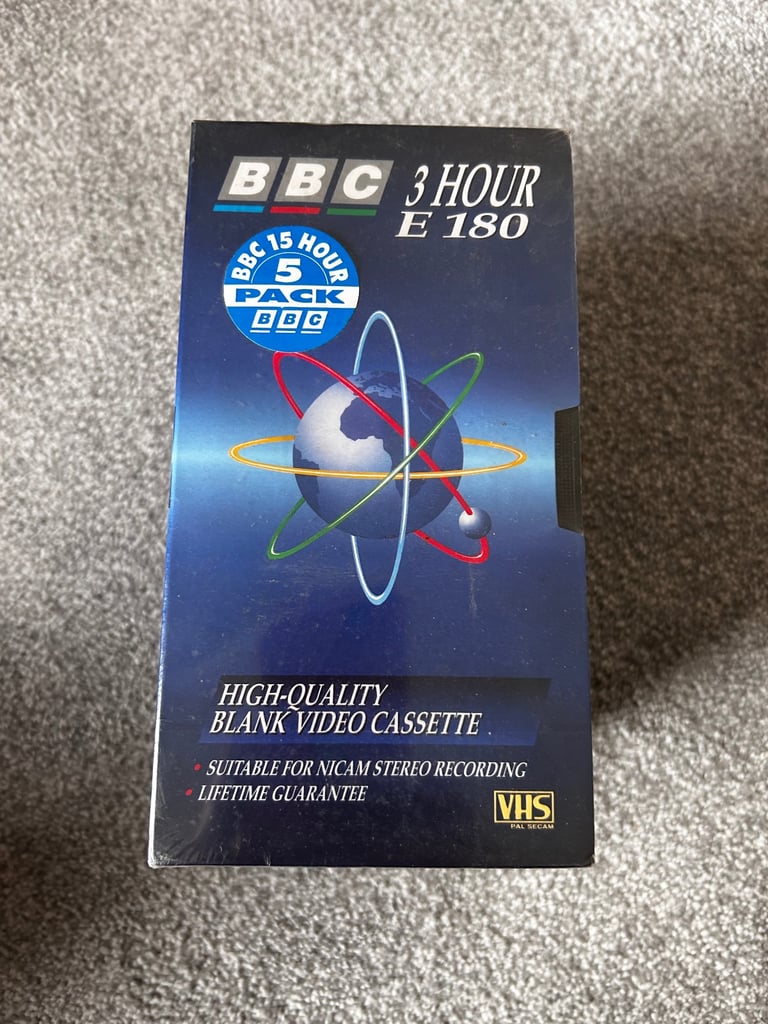 BBC
3 HOUR
E 180
BBC 15 HOUR
5
PACK
BBC
HIGH-QUALITY
BLANK VIDEO CASSETTE
• SUITABLE FOR NICAM STEREO RECORDING
• LIFETIME GUARANTEE
VHS
PAL SECAM